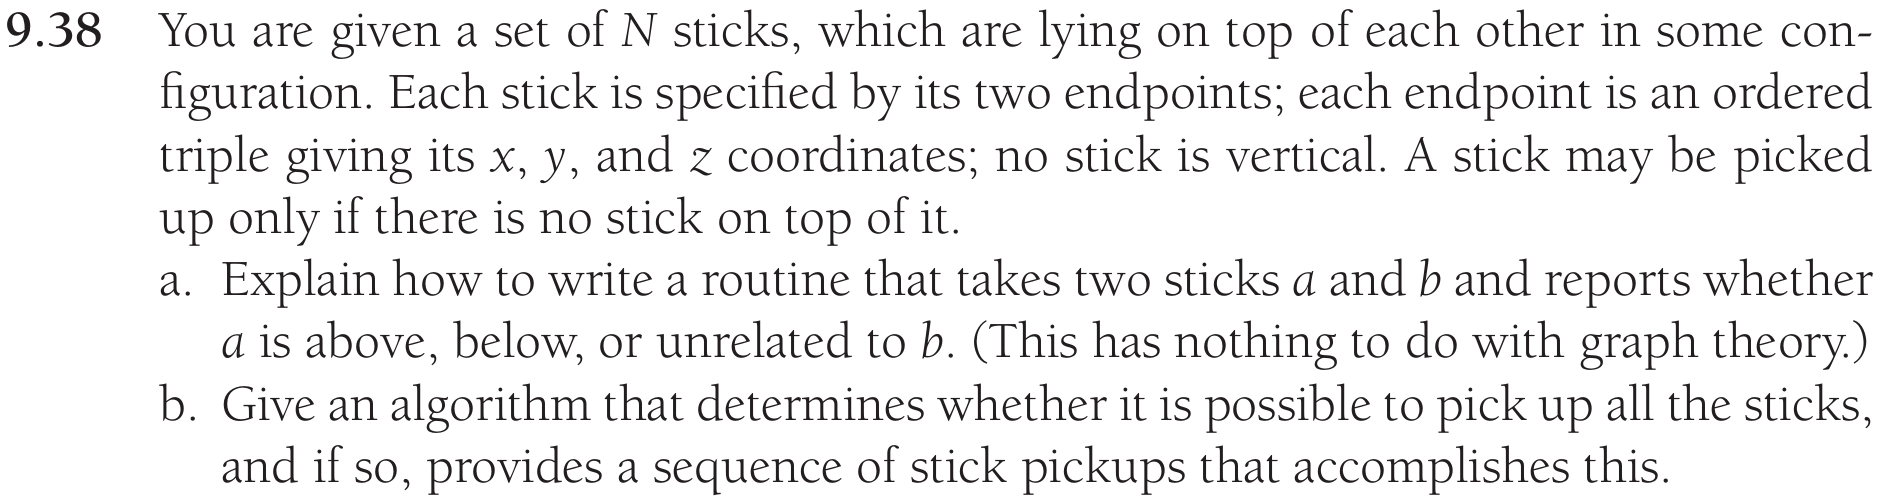 9.38 You are given a set of N sticks, which are lying on top of each other in some con-
figuration. Each stick is specified by its two endpoints; each endpoint is an ordered
triple giving its x, y, and z coordinates; no stick is vertical. A stick may be picked
up only if there is no stick on top of it.
a. Explain how to write a routine that takes two sticks a and b and reports whether
a is above, below, or unrelated to b. (This has nothing to do with graph theory.)
b. Give an algorithm that determines whether it is possible to pick up all the sticks,
and if so, provides a sequence of stick pickups that accomplishes this.